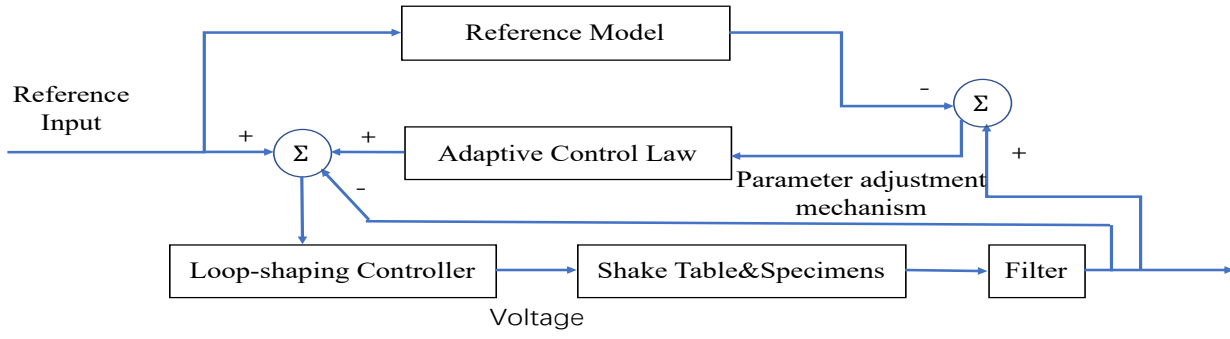 Reference Model
Reference
Input
-
Σ
+
Σ
+
Adaptive Control Law
+
-
Parameter adjustment
mechanism
Loop-shaping Controller
Shake Table&Specimens
Filter
Voltage